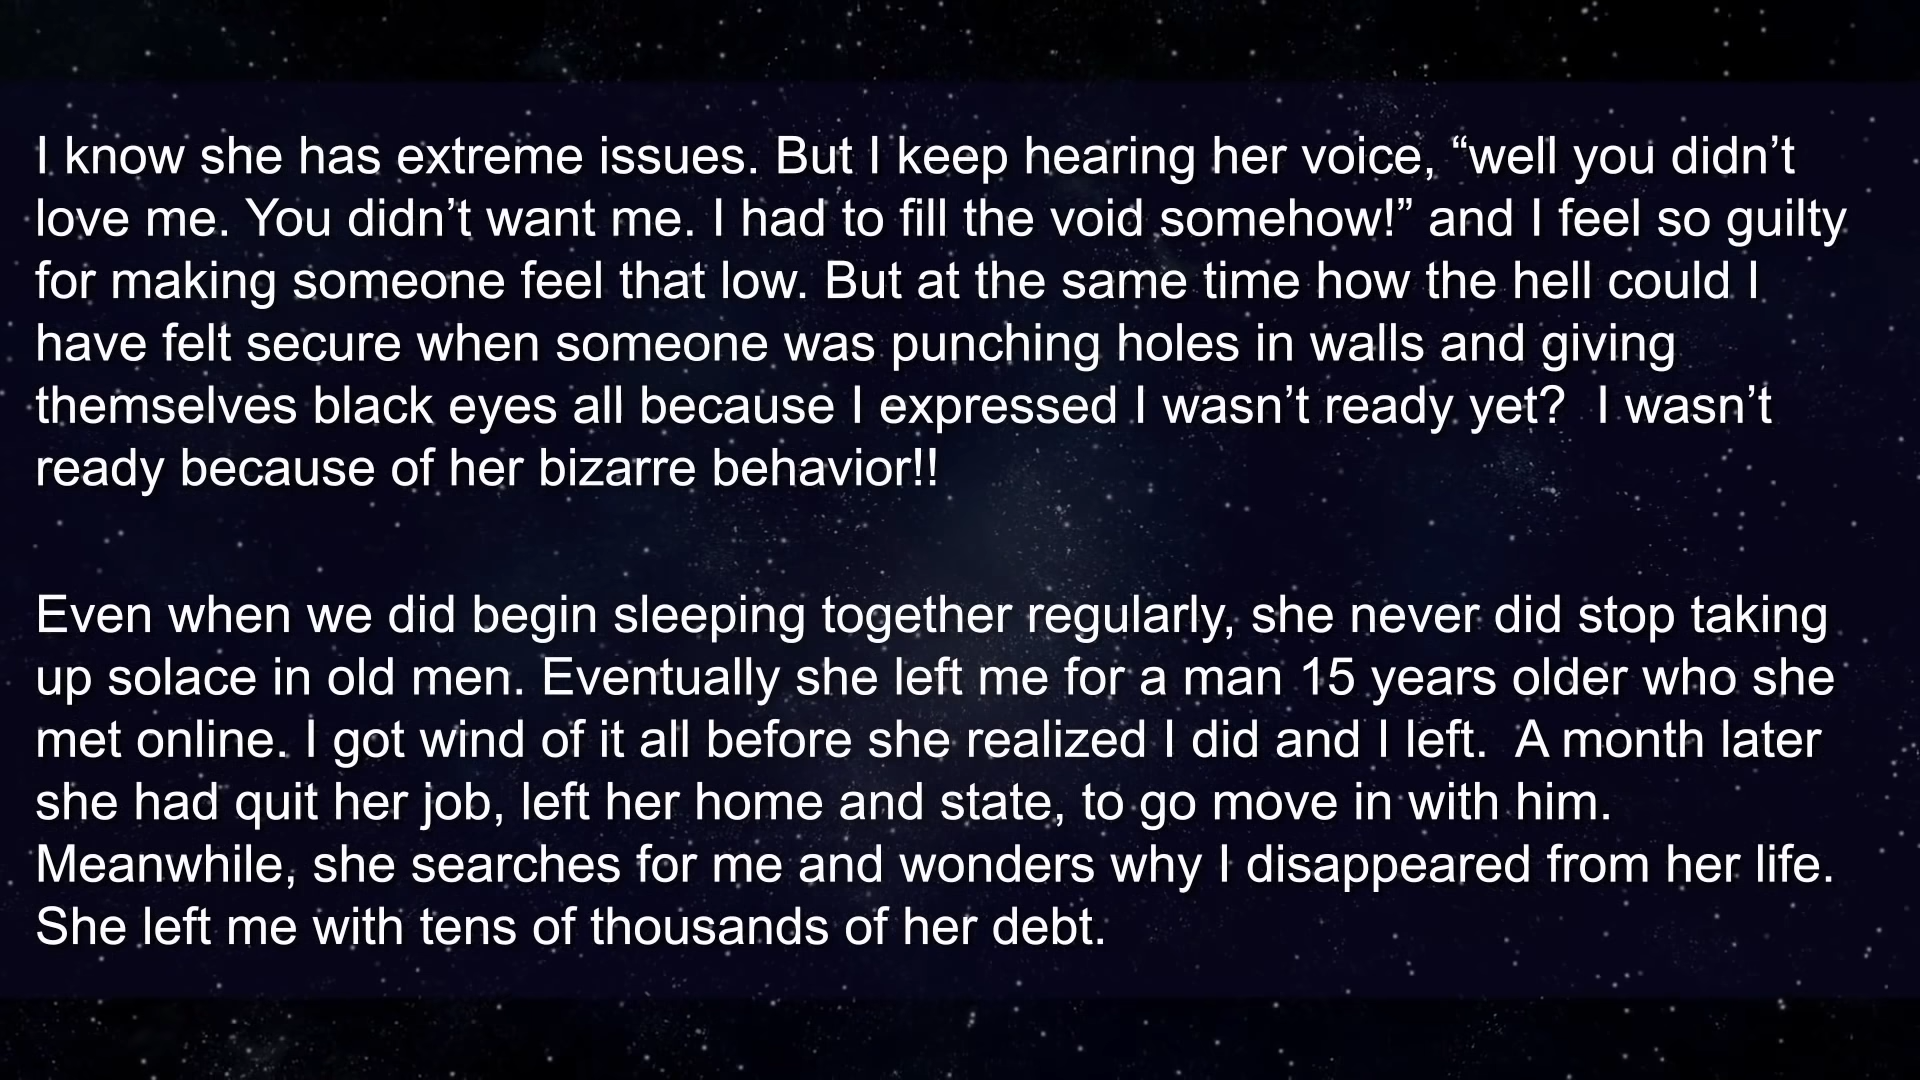 I know she has extreme issues. But I keep hearing her voice, “well you didn’t
love me. You didn’t want me. I had to fill the void somehow!” and I feel so guilty
for making someone feel that low. But at the same time how the hell could I
have felt secure when someone was punching holes in walls and giving
themselves black eyes all because I expressed I wasn’t ready yet?  I wasn’t
ready because of her bizarre behavior!!
Even when we did begin sleeping together regularly, she never did stop taking
up solace in old men. Eventually she left me for a man 15 years older who she
met online. I got wind of it all before she realized I did and I left.  A month later
she had quit her job, left her home and state, to go move in with him.
Meanwhile, she searches for me and wonders why I disappeared from her life.
She left me with tens of thousands of her debt.